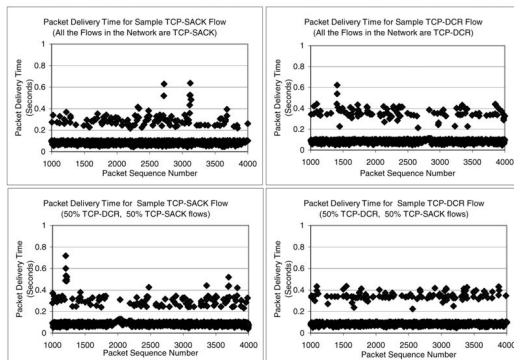 Packet Delivery Time for Sample TCP-SACK Flow
(All the Flows in the Network are TCP-SACK)
Packet Delivery Time
(Seconds)
1
0.8
0.6
0.4
0.2
0
1000 1500 2000 2500 3000 3500 4000
Packet Sequence Number
Packet Delivery Time for Sample TCP-DCR Flow
(All the Flows in the Network are TCP-DCR)
Packet Delivery Time
(Seconds)
1
0.8
0.6
0.4
0.2
0
1000 1500 2000 2500 3000 3500 4000
Packet Sequence Number
Packet Delivery Time for Sample TCP-SACK Flow
(50% TCP-DCR, 50% TCP-SACK flows)
Packet Delivery Time
(Seconds)
1
0.8
0.6
0.4
0.2
0
1000 1500 2000 2500 3000 3500 4000
Packet Sequence Number
Packet Delivery Time for Sample TCP-DCR Flow
(50% TCP-DCR, 50% TCP-SACK flows)
Packet Delivery Time
(Seconds)
1
0.8
0.6
0.4
0.2
0
1000 1500 2000 2500 3000 3500 4000
Packet Sequence Number